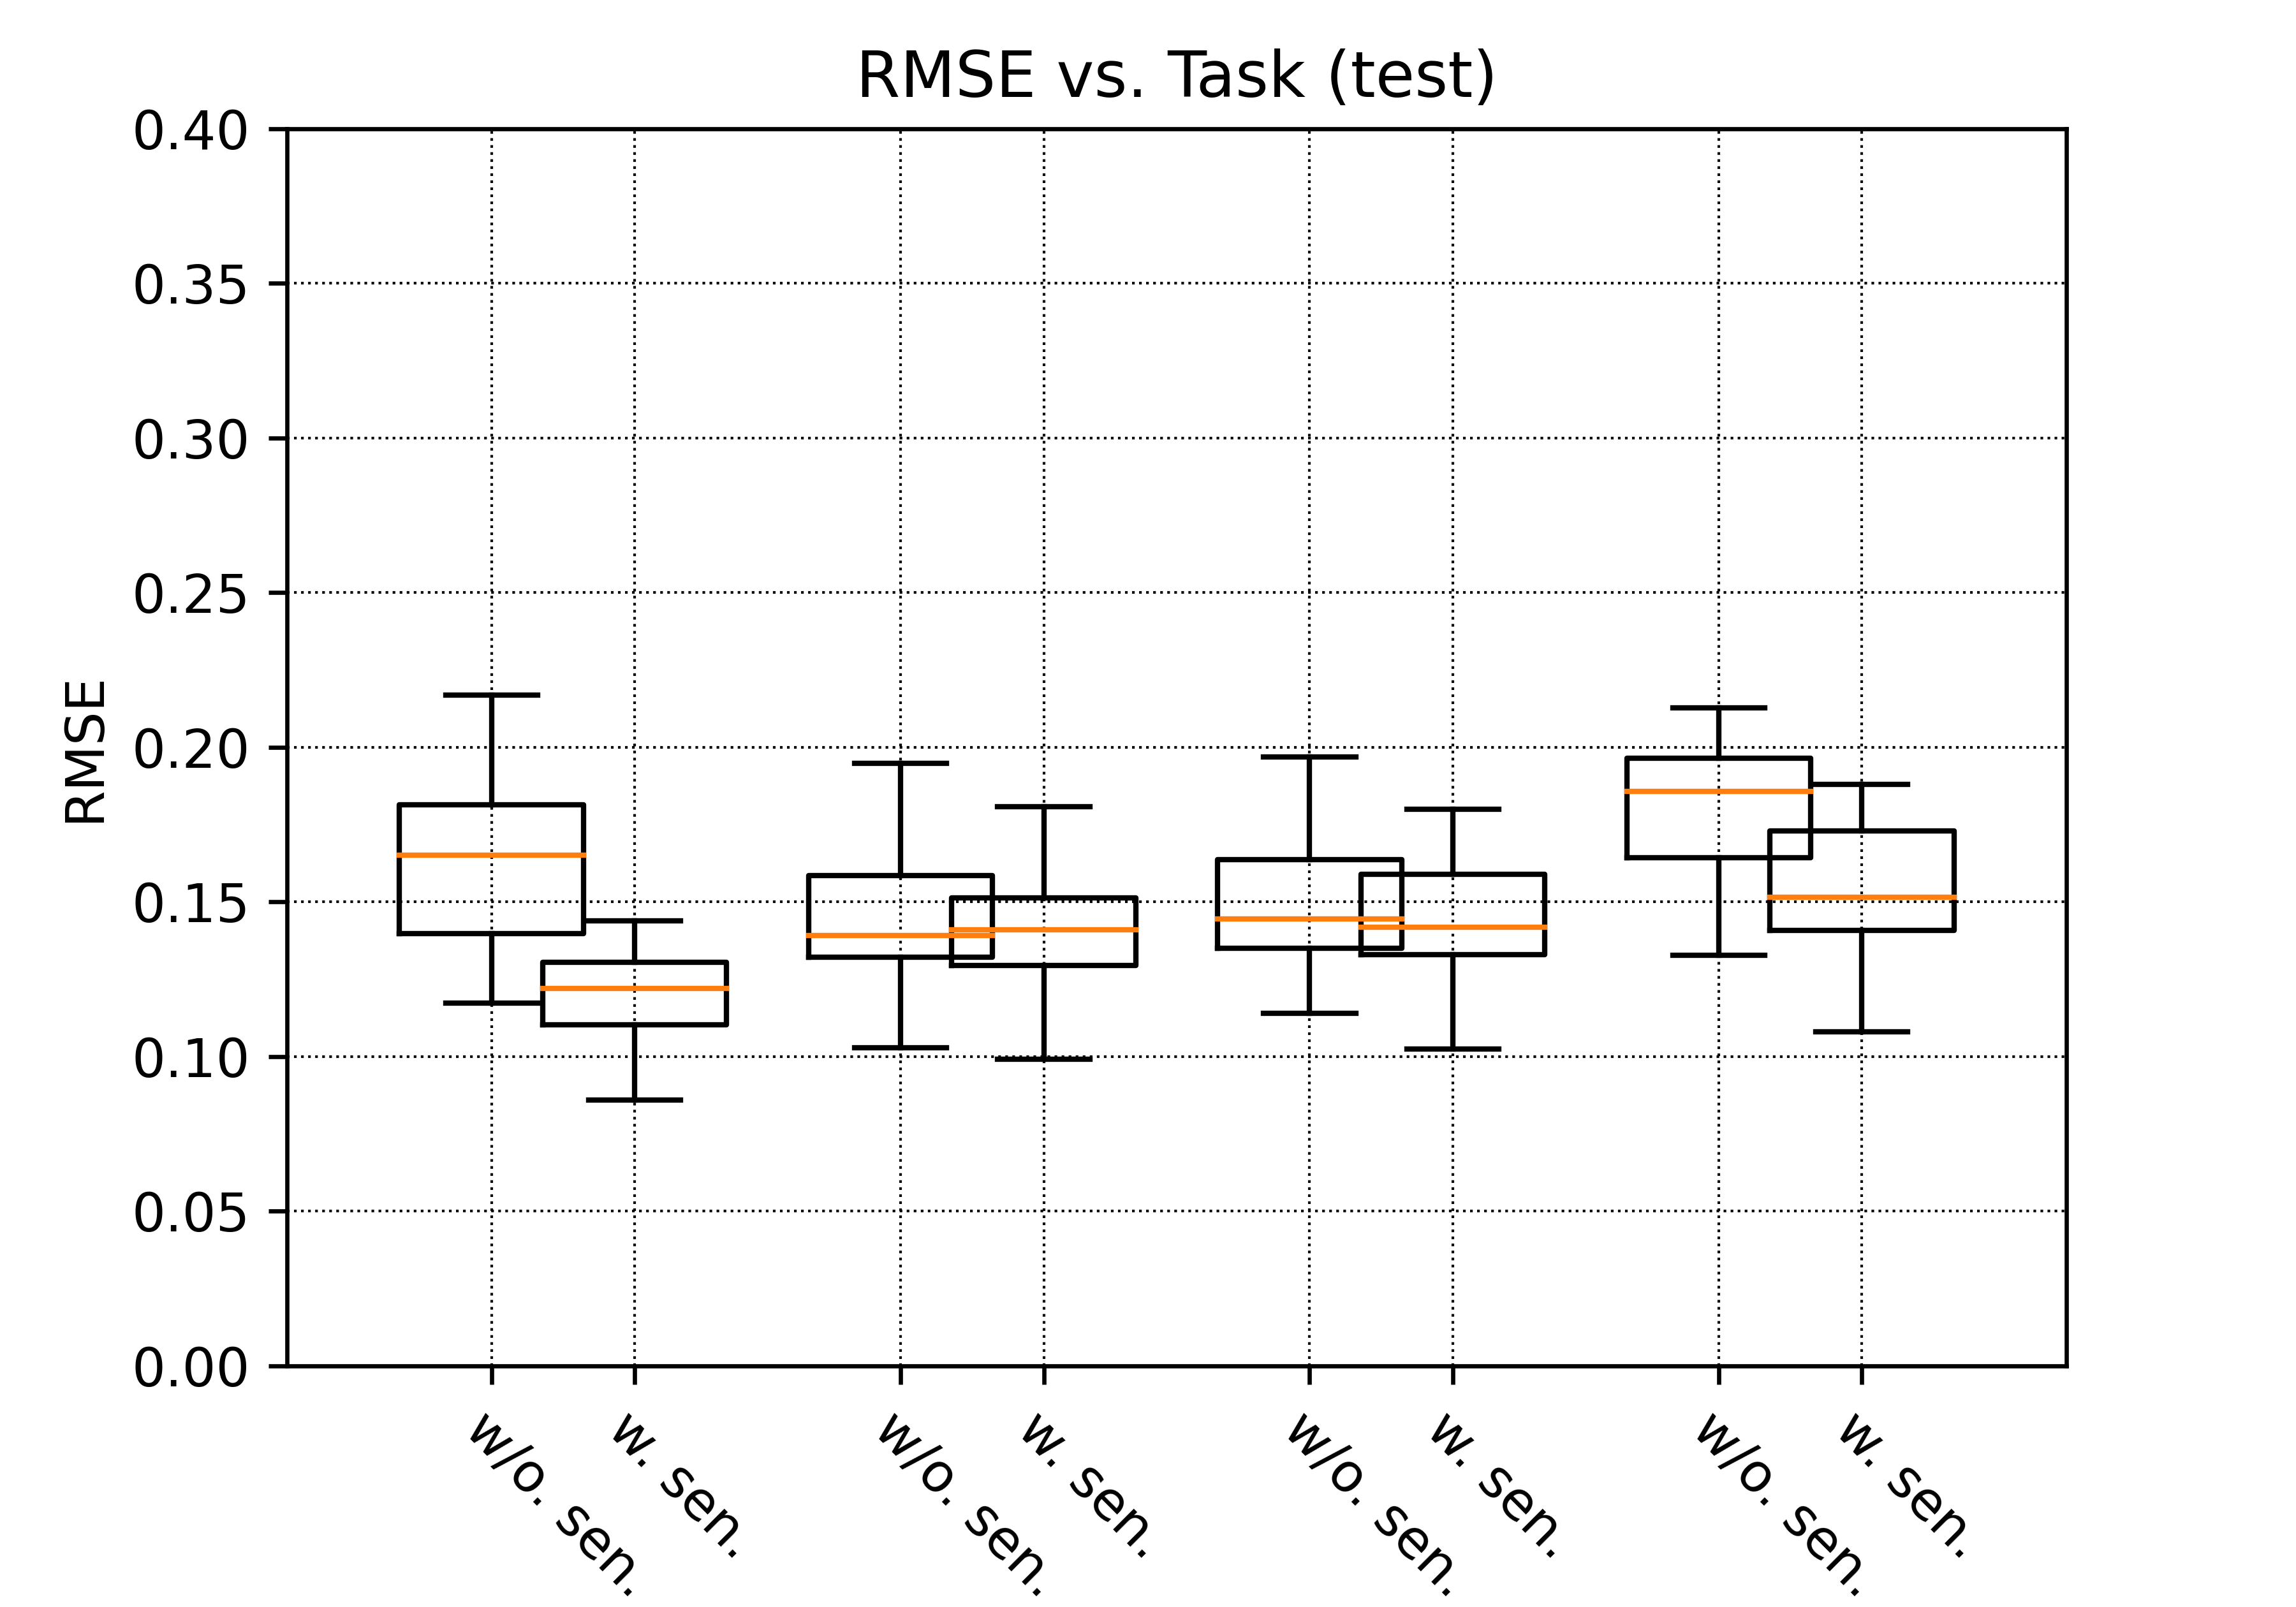 RMSE vs. Task (test)
0.40
0.35
0.30
0.25
0.20
0.15
0.10
0.05
0.00
RMSE
w/o. sen.
w. sen.
w/o. sen.
w. sen.
w/o. sen.
w. sen.
w/o. sen.
w. sen.